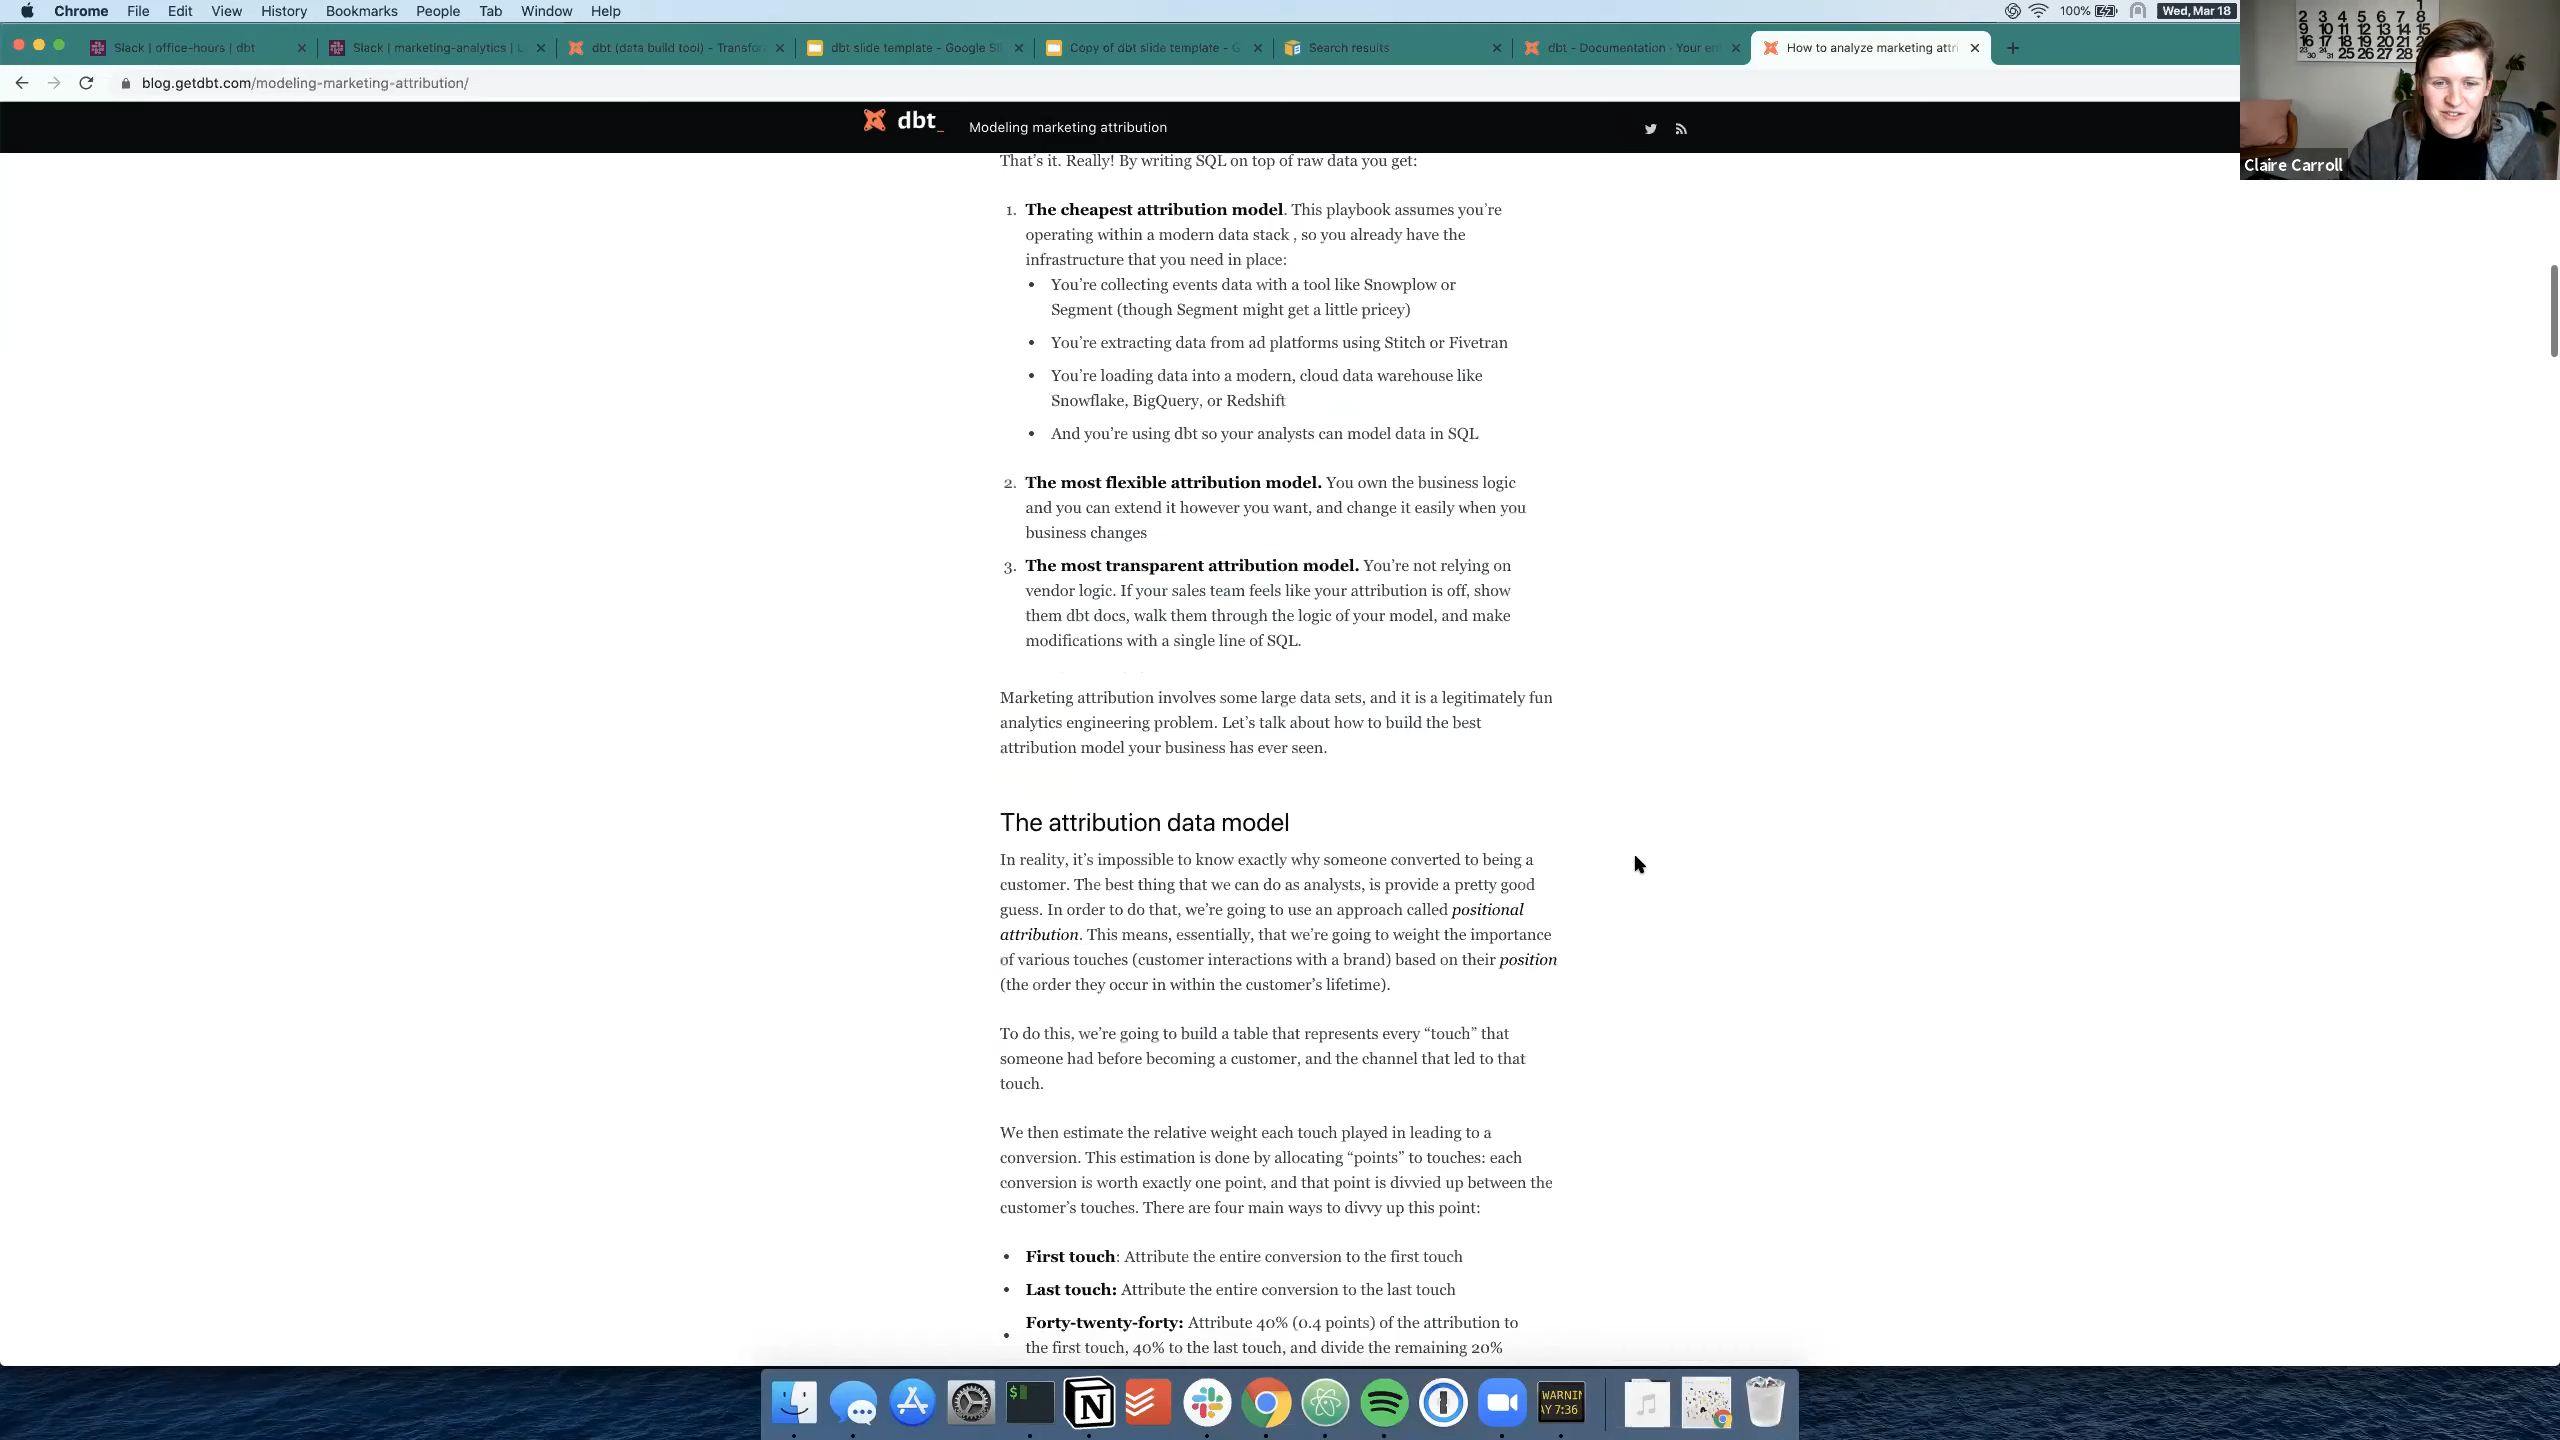 Chrome File Edit View History Bookmarks People Tab Window Help 100% Wed, Mar 18
Slack | office-hours | dbt Slack | marketing-analytics | L dbt (data build tool) - Transfor dbt slide template - Google Sli Copy of dbt slide template - G Search results dbt - Documentation · Your en How to analyze marketing attri
blog.getdbt.com/modeling-marketing-attribution/
dbt_ Modeling marketing attribution
Claire Carroll
That's it. Really! By writing SQL on top of raw data you get:
1. The cheapest attribution model. This playbook assumes you're
operating within a modern data stack , so you already have the
infrastructure that you need in place:
• You're collecting events data with a tool like Snowplow or
Segment (though Segment might get a little pricey)
• You're extracting data from ad platforms using Stitch or Fivetran
• You're loading data into a modern, cloud data warehouse like
Snowflake, BigQuery, or Redshift
• And you're using dbt so your analysts can model data in SQL
2. The most flexible attribution model. You own the business logic
and you can extend it however you want, and change it easily when you
business changes
3. The most transparent attribution model. You're not relying on
vendor logic. If your sales team feels like your attribution is off, show
them dbt docs, walk them through the logic of your model, and make
modifications with a single line of SQL.
Marketing attribution involves some large data sets, and it is a legitimately fun
analytics engineering problem. Let's talk about how to build the best
attribution model your business has ever seen.
The attribution data model
In reality, it's impossible to know exactly why someone converted to being a
customer. The best thing that we can do as analysts, is provide a pretty good
guess. In order to do that, we're going to use an approach called positional
attribution. This means, essentially, that we're going to weight the importance
of various touches (customer interactions with a brand) based on their position
(the order they occur in within the customer's lifetime).
To do this, we're going to build a table that represents every “touch” that
someone had before becoming a customer, and the channel that led to that
touch.
We then estimate the relative weight each touch played in leading to a
conversion. This estimation is done by allocating “points” to touches: each
conversion is worth exactly one point, and that point is divvied up between the
customer's touches. There are four main ways to divvy up this point:
• First touch: Attribute the entire conversion to the first touch
• Last touch: Attribute the entire conversion to the last touch
• Forty-twenty-forty: Attribute 40% (0.4 points) of the attribution to
the first touch, 40% to the last touch, and divide the remaining 20%
WARNIN
AY 7:36